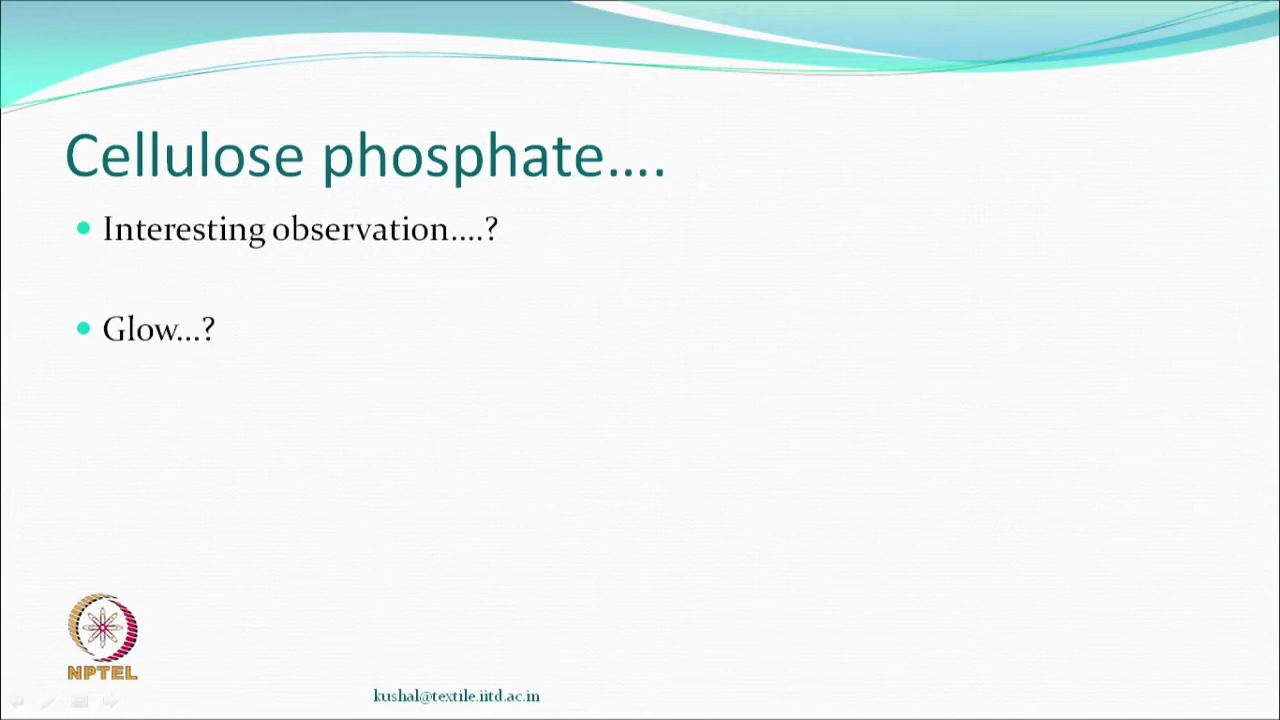 Cellulose phosphate....
Interesting observation....?
Glow...?
NPTEL
kushal@textile.iitd.ac.in